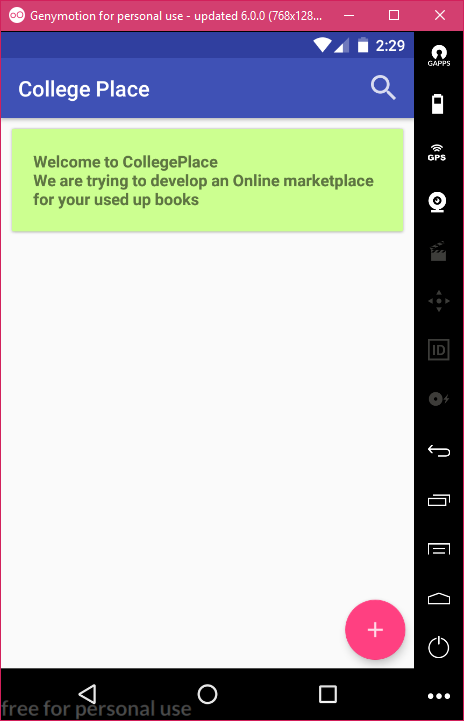 Genymotion for personal use - updated 6.0.0 (768x128...
2:29
GAPPS
College Place
GPS
Welcome to CollegePlace
We are trying to develop an Online marketplace
for your used up books
ID
free for personal use